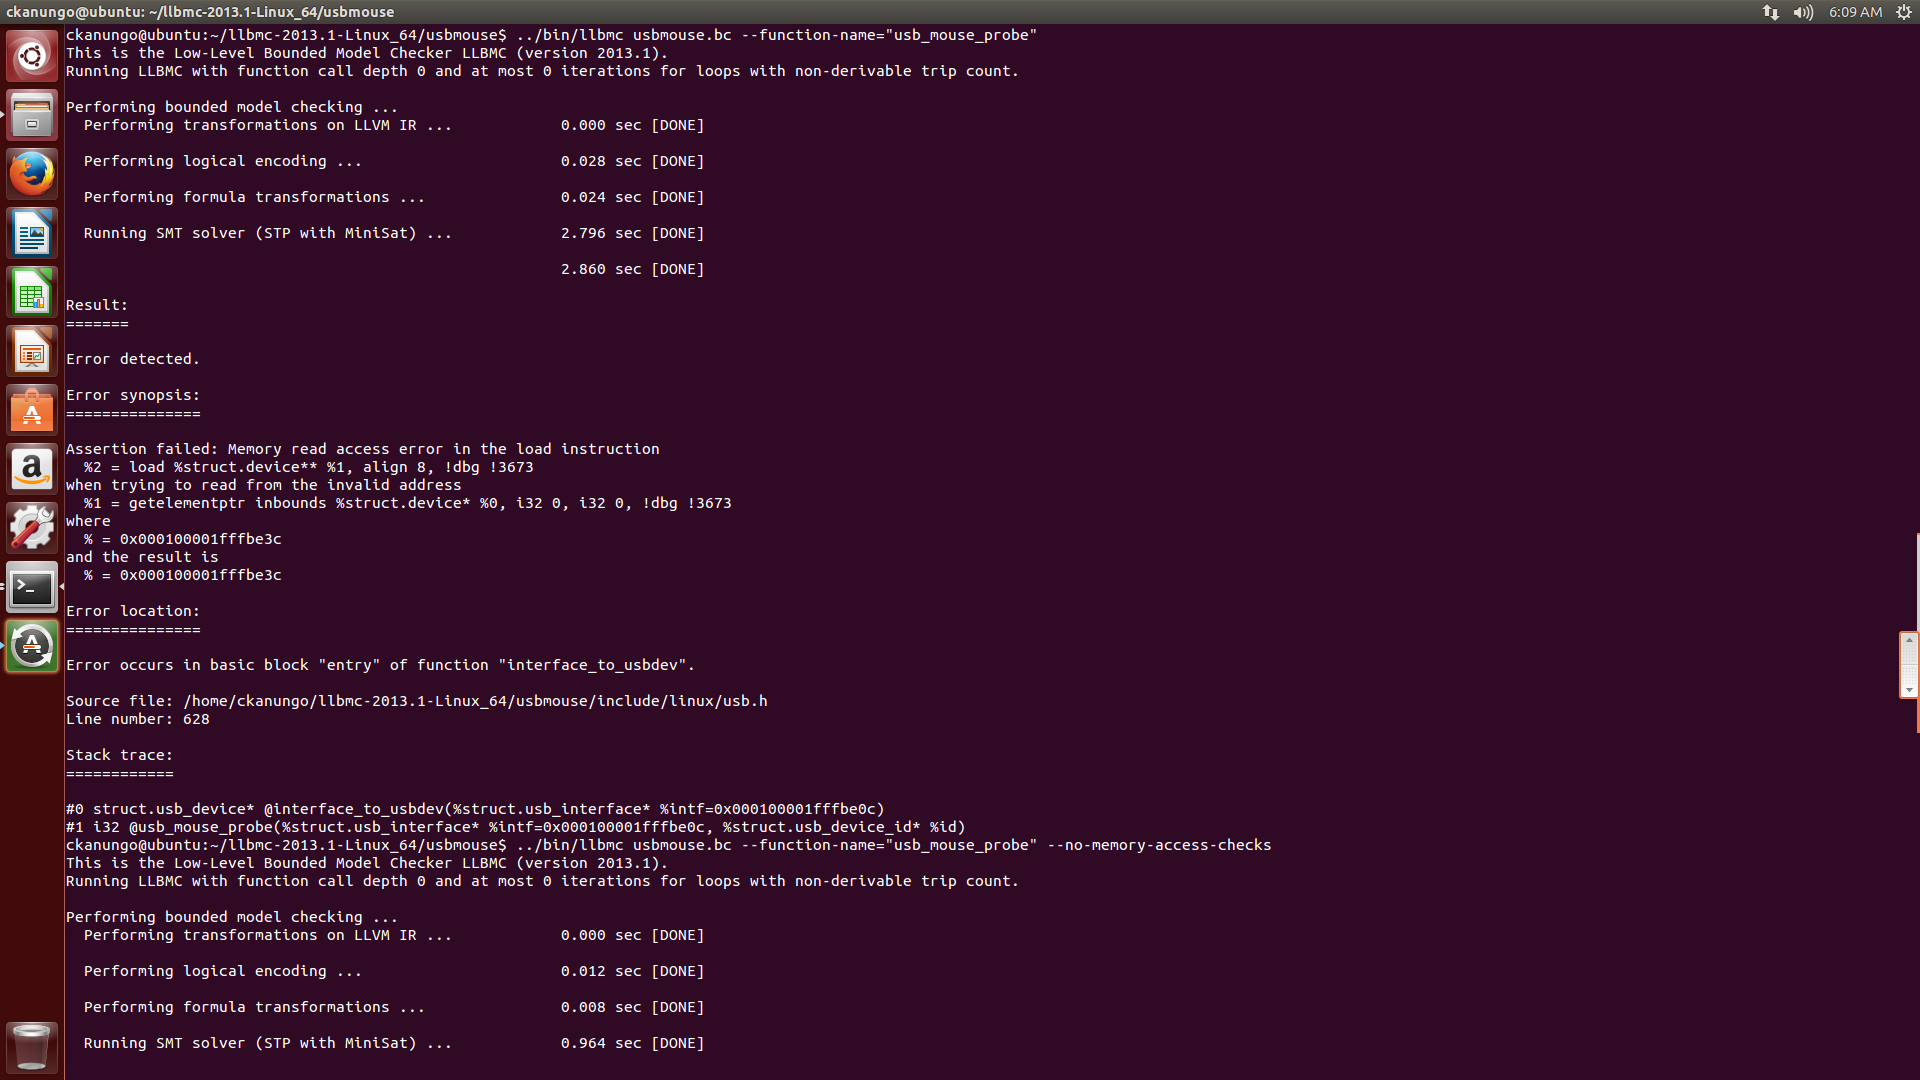 ckanungo@ubuntu: ~/llbmc-2013.1-Linux_64/usbmouse
6:09 AM
ckanungo@ubuntu:~/llbmc-2013.1-Linux_64/usbmouse$ ../bin/llbmc usbmouse.bc --function-name="usb_mouse_probe"
This is the Low-Level Bounded Model Checker LLBMC (version 2013.1).
Running LLBMC with function call depth 0 and at most 0 iterations for loops with non-derivable trip count.
Performing bounded model checking ...
Performing transformations on LLVM IR ... 0.000 sec [DONE]
Performing logical encoding ... 0.028 sec [DONE]
Performing formula transformations ... 0.024 sec [DONE]
Running SMT solver (STP with MiniSat) ... 2.796 sec [DONE]
2.860 sec [DONE]
Result:
=======
Error detected.
Error synopsis:
===============
Assertion failed: Memory read access error in the load instruction
%2 = load %struct.device** %1, align 8, !dbg !3673
when trying to read from the invalid address
%1 = getelementptr inbounds %struct.device* %0, i32 0, i32 0, !dbg !3673
where
% = 0x000100001fffbe3c
and the result is
% = 0x000100001fffbe3c
Error location:
===============
Error occurs in basic block "entry" of function "interface_to_usbdev".
Source file: /home/ckanungo/llbmc-2013.1-Linux_64/usbmouse/include/linux/usb.h
Line number: 628
Stack trace:
============
#0 struct.usb_device* @interface_to_usbdev(%struct.usb_interface* %intf=0x000100001fffbe0c)
#1 i32 @usb_mouse_probe(%struct.usb_interface* %intf=0x000100001fffbe0c, %struct.usb_device_id* %id)
ckanungo@ubuntu:~/llbmc-2013.1-Linux_64/usbmouse$ ../bin/llbmc usbmouse.bc --function-name="usb_mouse_probe" --no-memory-access-checks
This is the Low-Level Bounded Model Checker LLBMC (version 2013.1).
Running LLBMC with function call depth 0 and at most 0 iterations for loops with non-derivable trip count.
Performing bounded model checking ...
Performing transformations on LLVM IR ... 0.000 sec [DONE]
Performing logical encoding ... 0.012 sec [DONE]
Performing formula transformations ... 0.008 sec [DONE]
Running SMT solver (STP with MiniSat) ... 0.964 sec [DONE]